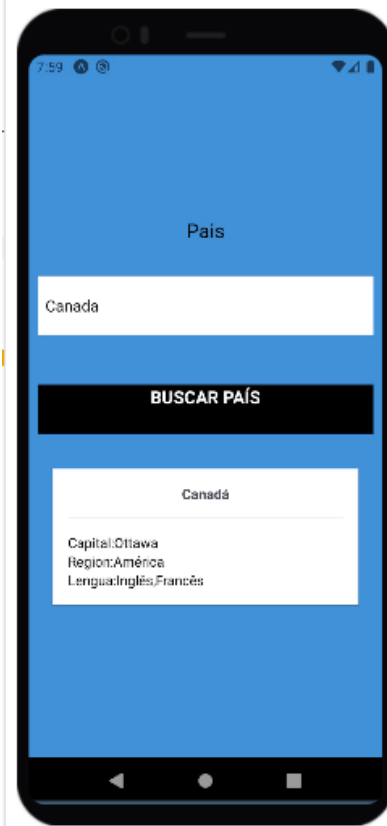 7:59
Pais
Canada
BUSCAR PAÍS
Canadá
Capital:Ottawa
Region:América
Lengua:Inglés,Francés